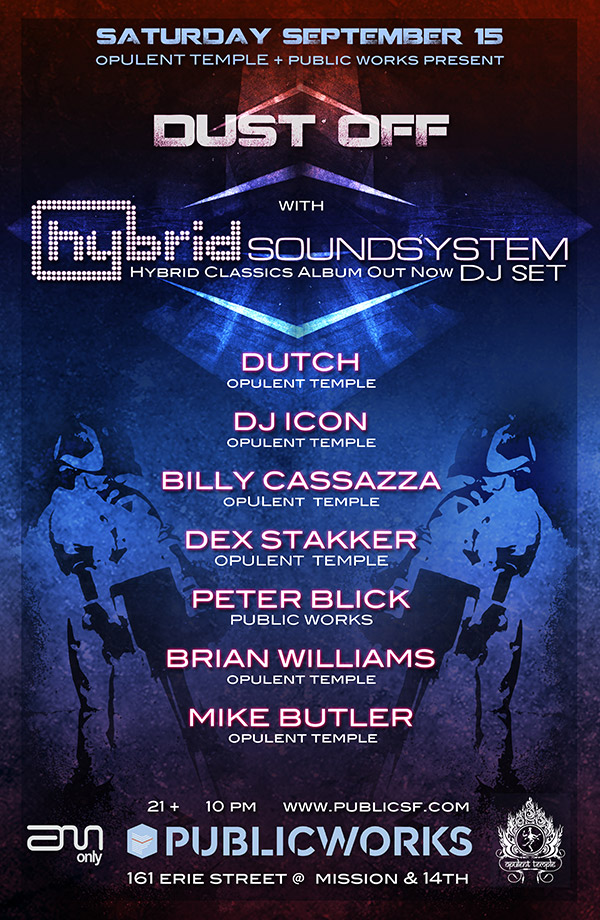 SATURDAY SEPTEMBER 15
OPULENT TEMPLE + PUBLIC WORKS PRESENT
DUST OFF
WITH
hybrid SOUNDSYSTEM
HYBRID CLASSICS ALBUM OUT NOW DJ SET
DUTCH
OPULENT TEMPLE
DJ ICON
OPULENT TEMPLE
BILLY CASSAZZA
OPULENT TEMPLE
DEX STAKKER
OPULENT TEMPLE
PETER BLICK
PUBLIC WORKS
BRIAN WILLIAMS
OPULENT TEMPLE
MIKE BUTLER
OPULENT TEMPLE
21 + 10 PM WWW.PUBLICSF.COM
am only
PUBLICWORKS
opulent temple
161 ERIE STREET @ MISSION & 14TH